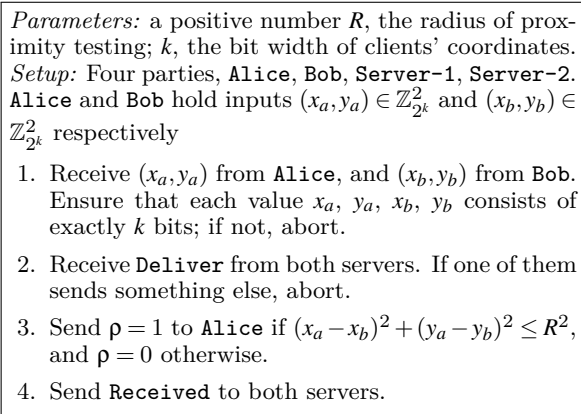 Parameters: a positive number R, the radius of prox-
imity testing; k, the bit width of clients’ coordinates.
Setup: Four parties, Alice, Bob, Server-1, Server-2.
Alice and Bob hold inputs (x_a, y_a) ∈ ℤ²_{2^k} and (x_b, y_b) ∈
ℤ²_{2^k} respectively
1. Receive (x_a, y_a) from Alice, and (x_b, y_b) from Bob.
Ensure that each value x_a, y_a, x_b, y_b consists of
exactly k bits; if not, abort.
2. Receive Deliver from both servers. If one of them
sends something else, abort.
3. Send ρ = 1 to Alice if (x_a − x_b)² + (y_a − y_b)² ≤ R²,
and ρ = 0 otherwise.
4. Send Received to both servers.